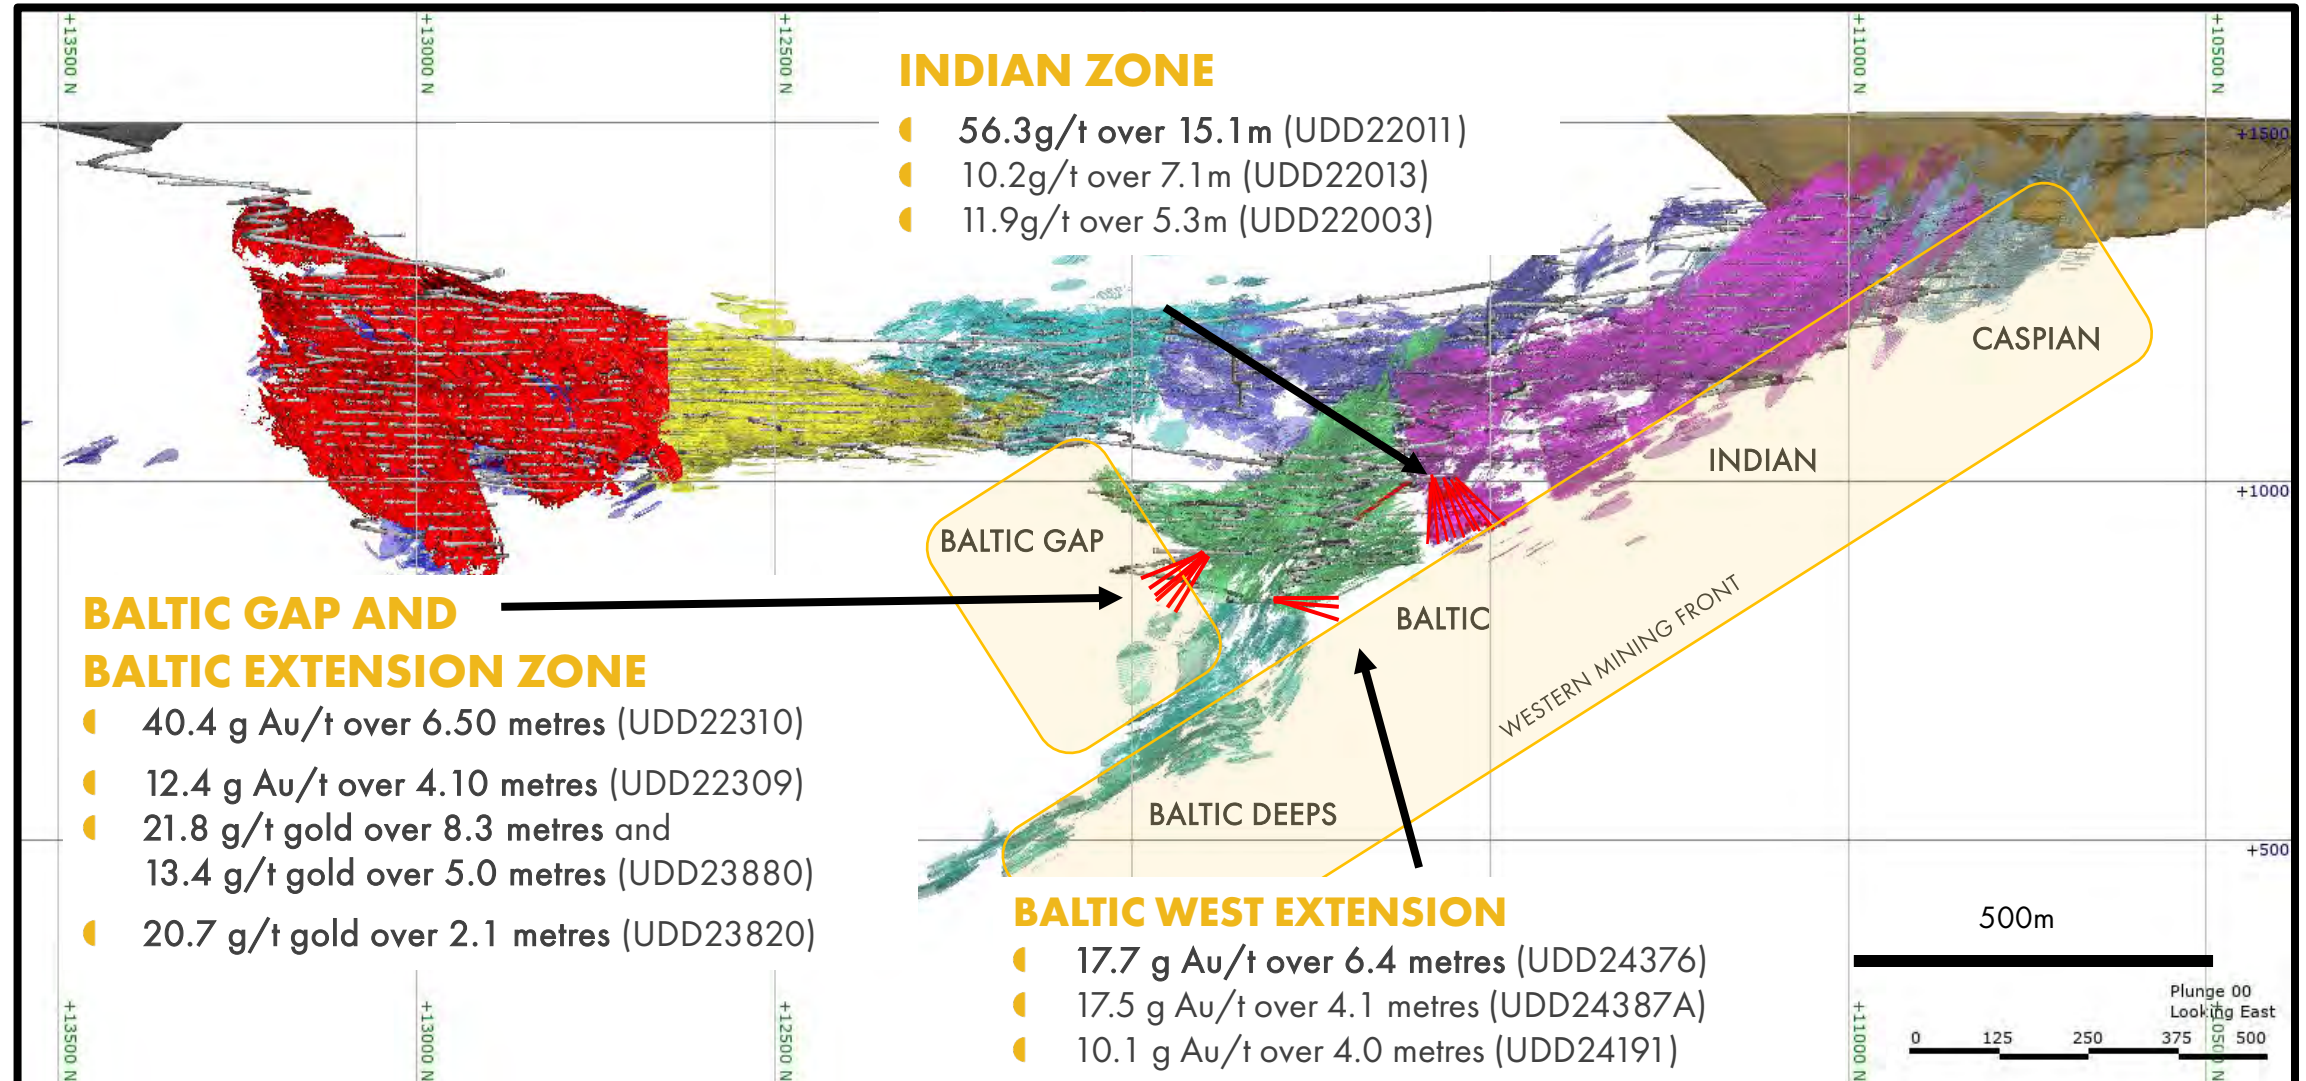 +13500 N
+13000 N
+12500 N
+11000 N
+10500 N
INDIAN ZONE
56.3g/t over 15.1m (UDD22011)
10.2g/t over 7.1m (UDD22013)
11.9g/t over 5.3m (UDD22003)
+1500
CASPIAN
INDIAN
+1000
BALTIC GAP
BALTIC
WESTERN MINING FRONT
BALTIC DEEPS
+500
BALTIC GAP AND
BALTIC EXTENSION ZONE
40.4 g Au/t over 6.50 metres (UDD22310)
12.4 g Au/t over 4.10 metres (UDD22309)
21.8 g/t gold over 8.3 metres and
13.4 g/t gold over 5.0 metres (UDD23880)
20.7 g/t gold over 2.1 metres (UDD23820)
BALTIC WEST EXTENSION
17.7 g Au/t over 6.4 metres (UDD24376)
17.5 g Au/t over 4.1 metres (UDD24387A)
10.1 g Au/t over 4.0 metres (UDD24191)
500m
Plunge 00
Looking East
0 125 250 375 500
+13500 N
+13000 N
+12500 N
+11000 N
+10500 N